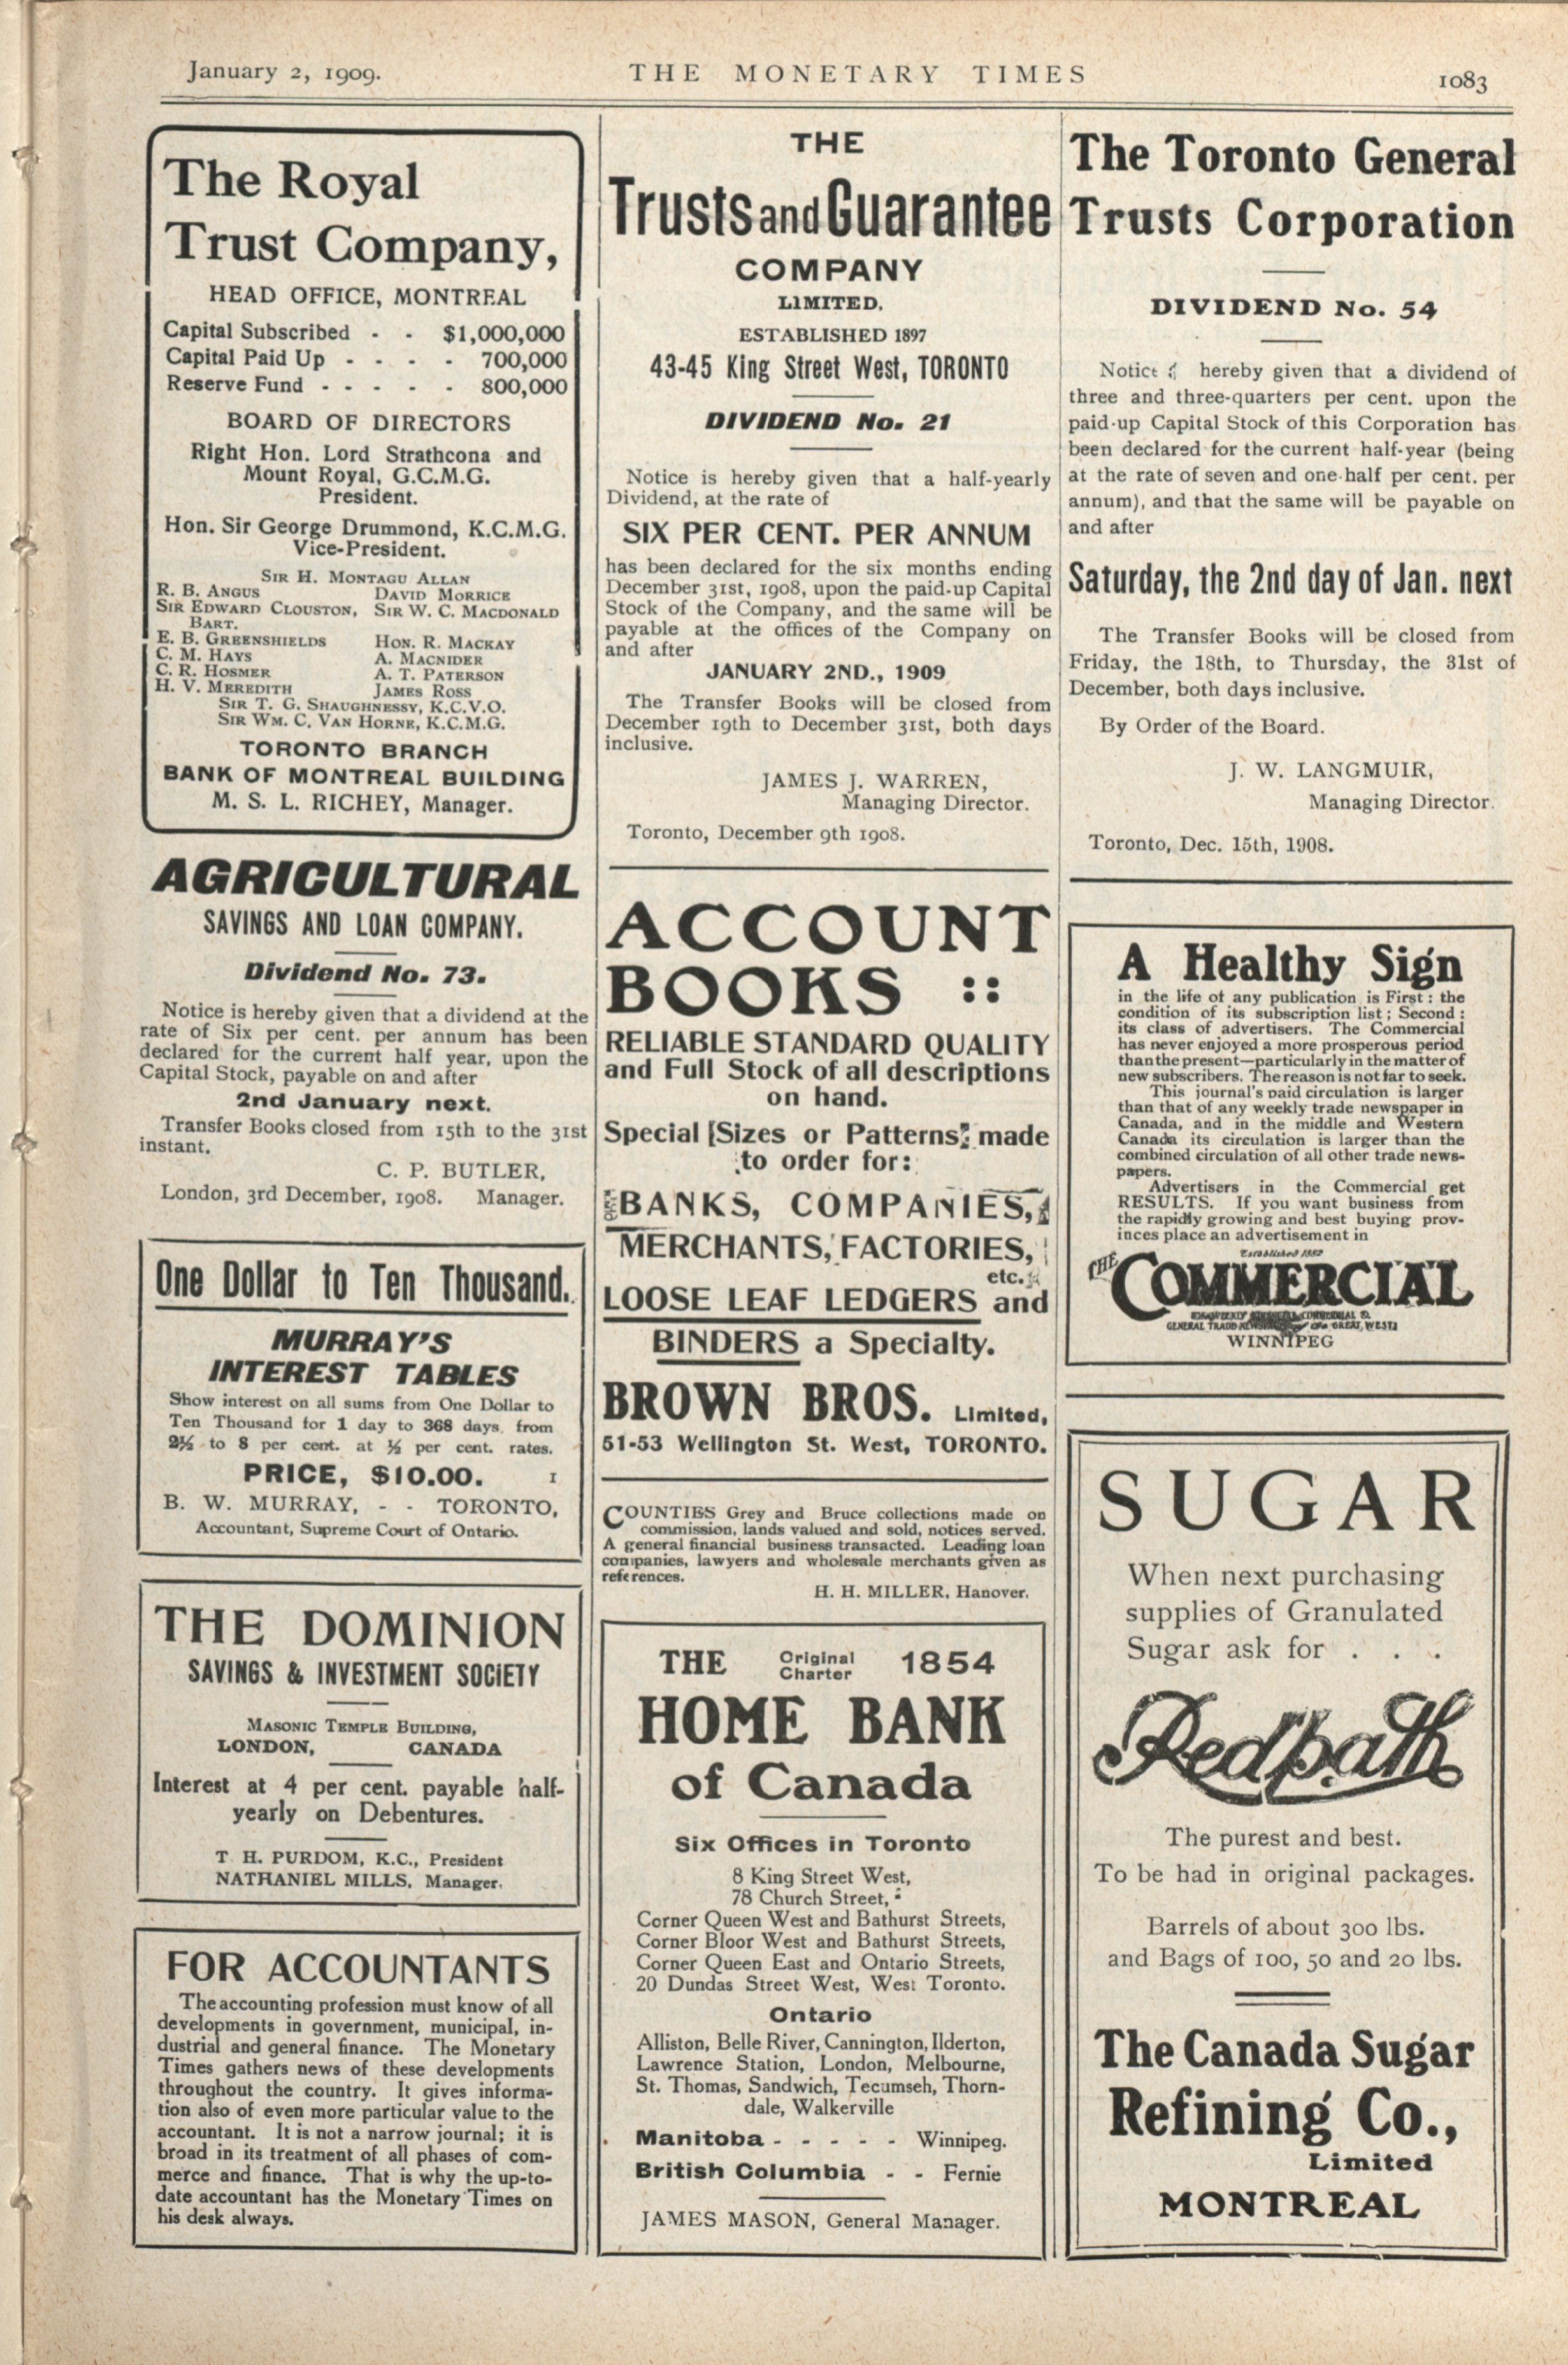 January 2, 1909.
THE MONETARY TIMES
1083
The Royal
Trust Company,
HEAD OFFICE, MONTREAL
Capital Subscribed - - $1,000,000
Capital Paid Up - - - - 700,000
Reserve Fund - - - - - 800,000
BOARD OF DIRECTORS
Right Hon. Lord Strathcona and
Mount Royal, G.C.M.G.
President.
Hon. Sir George Drummond, K.C.M.G.
Vice-President.
SIR H. MONTAGU ALLAN
R. B. ANGUS DAVID MORRICE
SIR EDWARD CLOUSTON, SIR W. C. MACDONALD
BART.
E. B. GREENSHIELDS HON. R. MACKAY
C. M. HAYS A. MACNIDER
C. R. HOSMER A. T. PATERSON
H. V. MEREDITH JAMES ROSS
SIR T. G. SHAUGHNESSY, K.C.V.O.
SIR WM. C. VAN HORNE, K.C.M.G.
TORONTO BRANCH
BANK OF MONTREAL BUILDING
M. S. L. RICHEY, Manager.
AGRICULTURAL
SAVINGS AND LOAN COMPANY.
Dividend No. 73.
Notice is hereby given that a dividend at the
rate of Six per cent. per annum has been
declared for the current half year, upon the
Capital Stock, payable on and after
2nd January next.
Transfer Books closed from 15th to the 31st
instant.
C. P. BUTLER,
London, 3rd December, 1908. Manager.
One Dollar to Ten Thousand.
MURRAY'S
INTEREST TABLES
Show interest on all sums from One Dollar to
Ten Thousand for 1 day to 368 days from
2½ to 8 per cent. at ½ per cent. rates.
PRICE, $10.00. I
B. W. MURRAY, - - TORONTO,
Accountant, Supreme Court of Ontario.
THE DOMINION
SAVINGS & INVESTMENT SOCIETY
MASONIC TEMPLE BUILDING,
LONDON, CANADA
Interest at 4 per cent. payable half-
yearly on Debentures.
T H. PURDOM, K.C., President
NATHANIEL MILLS, Manager.
FOR ACCOUNTANTS
The accounting profession must know of all
developments in government, municipal, in-
dustrial and general finance. The Monetary
Times gathers news of these developments
throughout the country. It gives informa-
tion also of even more particular value to the
accountant. It is not a narrow journal; it is
broad in its treatment of all phases of com-
merce and finance. That is why the up-to-
date accountant has the Monetary Times on
his desk always.
THE
Trusts and Guarantee
COMPANY
LIMITED.
ESTABLISHED 1897
43-45 King Street West, TORONTO
DIVIDEND No. 21
Notice is hereby given that a half-yearly
Dividend, at the rate of
SIX PER CENT. PER ANNUM
has been declared for the six months ending
December 31st, 1908, upon the paid-up Capital
Stock of the Company, and the same will be
payable at the offices of the Company on
and after
JANUARY 2ND., 1909
The Transfer Books will be closed from
December 19th to December 31st, both days
inclusive.
JAMES J. WARREN,
Managing Director.
Toronto, December 9th 1908.
ACCOUNT
BOOKS ::
RELIABLE STANDARD QUALITY
and Full Stock of all descriptions
on hand.
Special Sizes or Patterns made
to order for:
BANKS, COMPANIES,
MERCHANTS, FACTORIES,
etc.
LOOSE LEAF LEDGERS and
BINDERS a Specialty.
BROWN BROS. Limited,
51-53 Wellington St. West, TORONTO.
COUNTIES Grey and Bruce collections made on
commission, lands valued and sold, notices served.
A general financial business transacted. Leading loan
companies, lawyers and wholesale merchants given as
references.
H. H. MILLER, Hanover.
THE Original Charter 1854
HOME BANK
of Canada
Six Offices in Toronto
8 King Street West,
78 Church Street,
Corner Queen West and Bathurst Streets,
Corner Bloor West and Bathurst Streets,
Corner Queen East and Ontario Streets,
20 Dundas Street West, West Toronto.
Ontario
Alliston, Belle River, Cannington, Ilderton,
Lawrence Station, London, Melbourne,
St. Thomas, Sandwich, Tecumseh, Thorn-
dale, Walkerville
Manitoba - - - - - Winnipeg.
British Columbia - - Fernie
JAMES MASON, General Manager.
The Toronto General
Trusts Corporation
DIVIDEND No. 54
Notice hereby given that a dividend of
three and three-quarters per cent. upon the
paid-up Capital Stock of this Corporation has
been declared for the current half-year (being
at the rate of seven and one-half per cent. per
annum), and that the same will be payable on
and after
Saturday, the 2nd day of Jan. next
The Transfer Books will be closed from
Friday, the 18th, to Thursday, the 31st of
December, both days inclusive.
By Order of the Board.
J. W. LANGMUIR,
Managing Director.
Toronto, Dec. 15th, 1908.
A Healthy Sign
in the life of any publication is First: the
condition of its subscription list; Second:
its class of advertisers. The Commercial
has never enjoyed a more prosperous period
than the present—particularly in the matter of
new subscribers. The reason is not far to seek.
This journal's paid circulation is larger
than that of any weekly trade newspaper in
Canada, and in the middle and Western
Canada its circulation is larger than the
combined circulation of all other trade news-
papers.
Advertisers in the Commercial get
RESULTS. If you want business from
the rapidly growing and best buying prov-
inces place an advertisement in
Established 1882
THE COMMERCIAL
GENERAL TRADE GREAT WEST
WINNIPEG
SUGAR
When next purchasing
supplies of Granulated
Sugar ask for . . .
Redpath
The purest and best.
To be had in original packages.
Barrels of about 300 lbs.
and Bags of 100, 50 and 20 lbs.
The Canada Sugar
Refining Co.,
Limited
MONTREAL